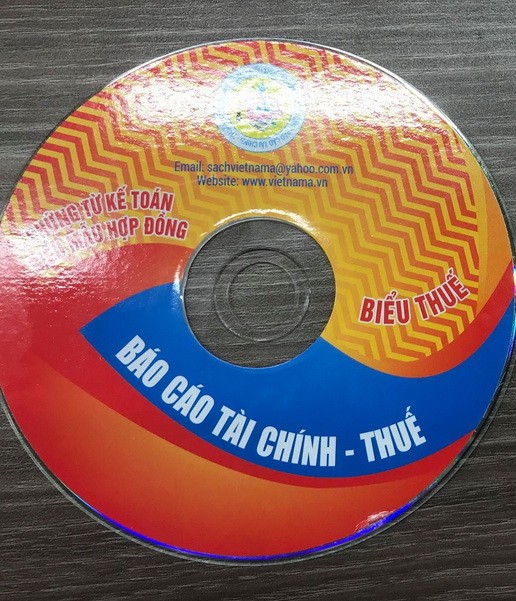 Email: sachvietnama@yahoo.com.vn
Website: www.vietnama.vn
TỪ KẾ TOÁN
HỢP ĐỒNG
BIỂU THUẾ
BÁO CÁO TÀI CHÍNH - THUẾ